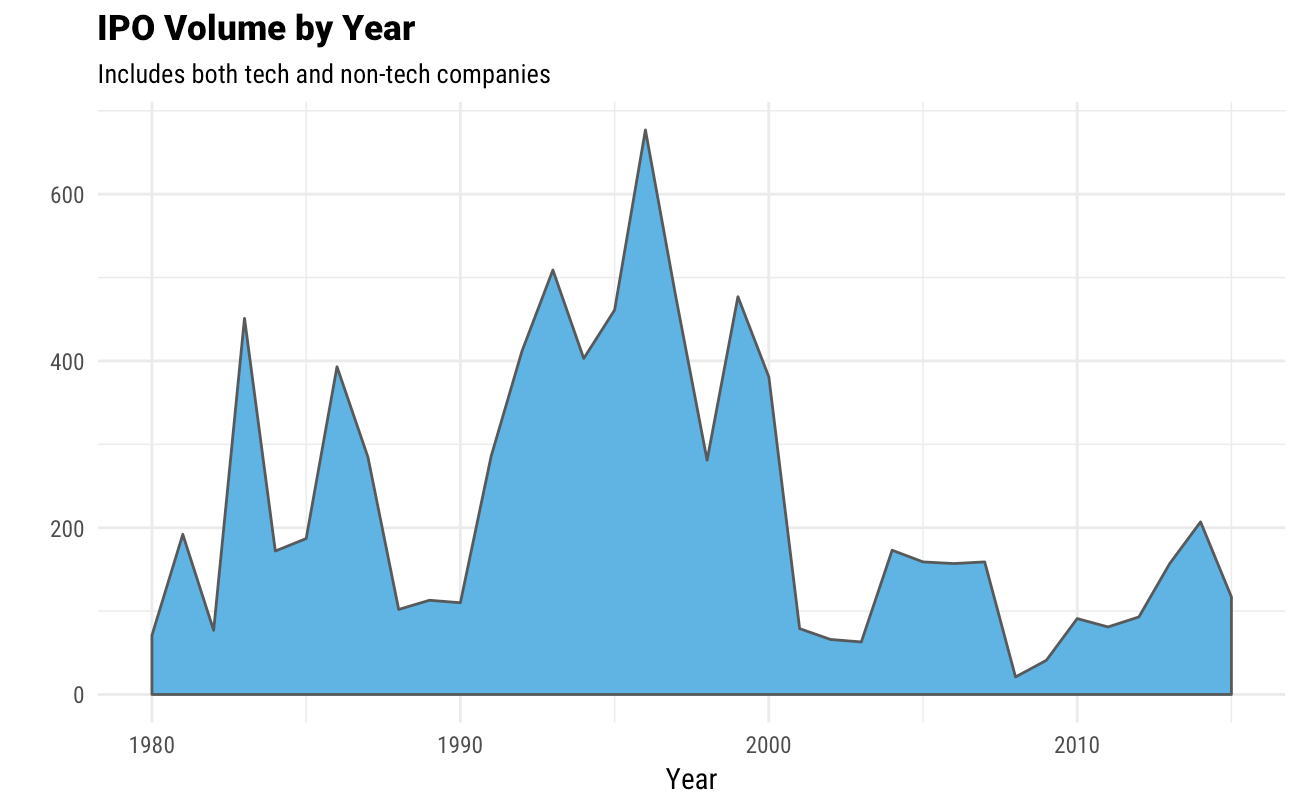 IPO Volume by Year
Includes both tech and non-tech companies
600
400
200
0
1980 1990 2000 2010
Year